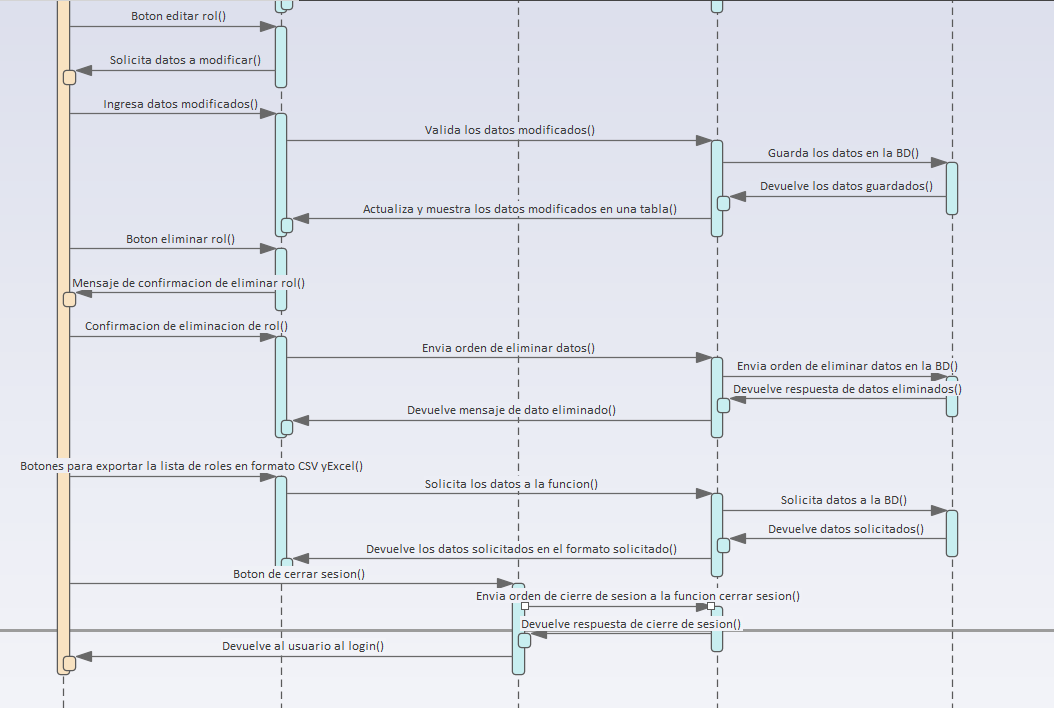 Boton editar rol()
Solicita datos a modificar()
Ingresa datos modificados()
Valida los datos modificados()
Guarda los datos en la BD()
Devuelve los datos guardados()
Actualiza y muestra los datos modificados en una tabla()
Boton eliminar rol()
Mensaje de confirmacion de eliminar rol()
Confirmacion de eliminacion de rol()
Envia orden de eliminar datos()
Envia orden de eliminar datos en la BD()
Devuelve respuesta de datos eliminados()
Devuelve mensaje de dato eliminado()
Botones para exportar la lista de roles en formato CSV yExcel()
Solicita los datos a la funcion()
Solicita datos a la BD()
Devuelve datos solicitados()
Devuelve los datos solicitados en el formato solicitado()
Boton de cerrar sesion()
Envia orden de cierre de sesion a la funcion cerrar sesion()
Devuelve respuesta de cierre de sesion()
Devuelve al usuario al login()